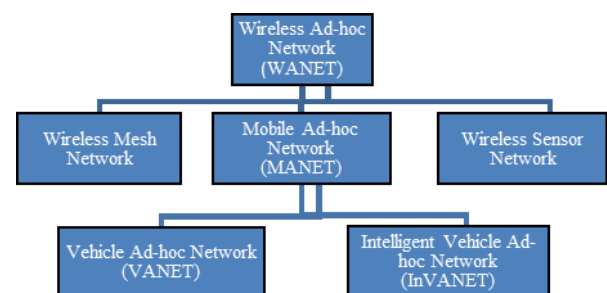 Wireless Ad-hoc
Network
(WANET)
Wireless Mesh
Network
Mobile Ad-hoc
Network
(MANET)
Wireless Sensor
Network
Vehicle Ad-hoc Network
(VANET)
Intelligent Vehicle Ad-
hoc Network
(InVANET)